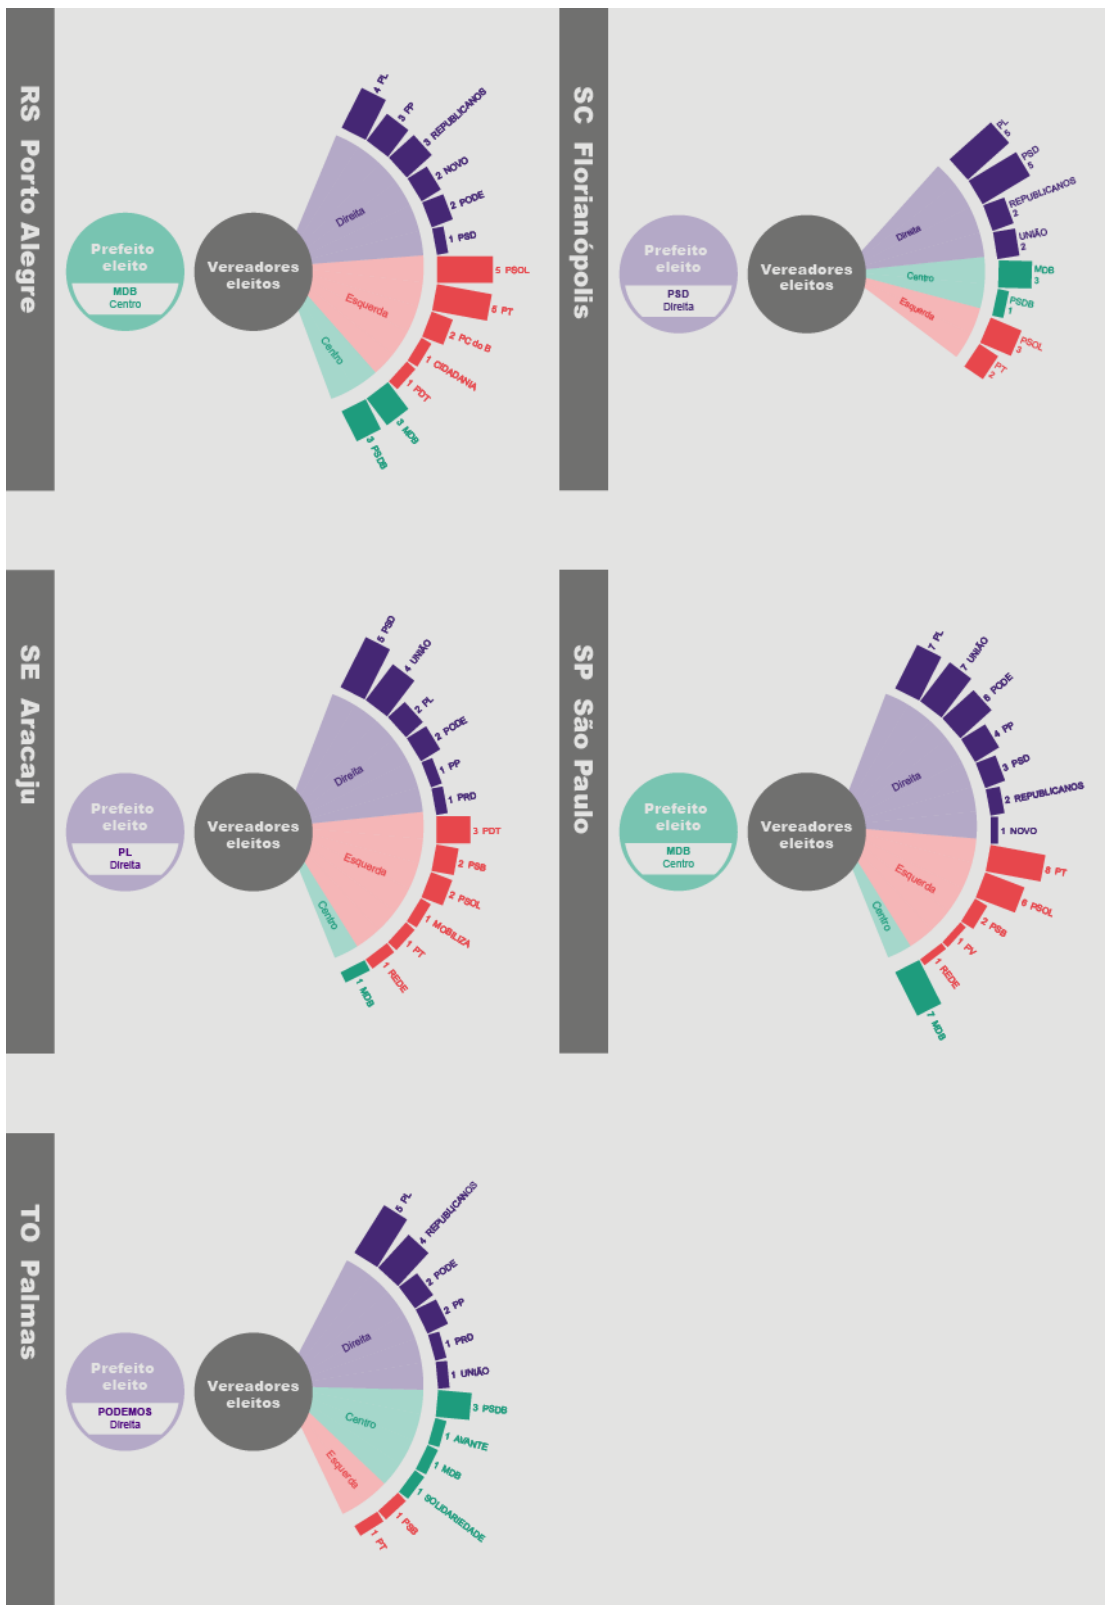 RS Porto Alegre
Prefeito
eleito
MDB
Centro
Vereadores
eleitos
Direita
Esquerda
Centro
4 PL
3 PP
3 REPUBLICANOS
2 NOVO
2 PODE
1 PSD
5 PSOL
5 PT
2 PC do B
1 CIDADANIA
1 PDT
3 MDB
3 PSDB
SC Florianópolis
Prefeito
eleito
PSD
Direita
Vereadores
eleitos
Direita
Centro
Esquerda
PL
5
PSD
5
REPUBLICANOS
2
UNIÃO
2
MDB
3
PSDB
1
PSOL
3
PT
2
SE Aracaju
Prefeito
eleito
PL
Direita
Vereadores
eleitos
Direita
Esquerda
Centro
5 PSD
4 UNIÃO
2 PL
2 PODE
1 PP
1 PRD
3 PDT
2 PSB
2 PSOL
1 MOBILIZA
1 PT
1 REDE
1 MDB
SP São Paulo
Prefeito
eleito
MDB
Centro
Vereadores
eleitos
Direita
Esquerda
Centro
7 PL
7 UNIÃO
6 PODE
4 PP
3 PSD
2 REPUBLICANOS
1 NOVO
8 PT
6 PSOL
2 PSB
1 PV
1 REDE
7 MDB
TO Palmas
Prefeito
eleito
PODEMOS
Direita
Vereadores
eleitos
Direita
Centro
Esquerda
5 PL
4 REPUBLICANOS
2 PODE
2 PP
1 PRD
1 UNIÃO
3 PSDB
1 AVANTE
1 MDB
1 SOLIDARIEDADE
1 PSB
1 PT